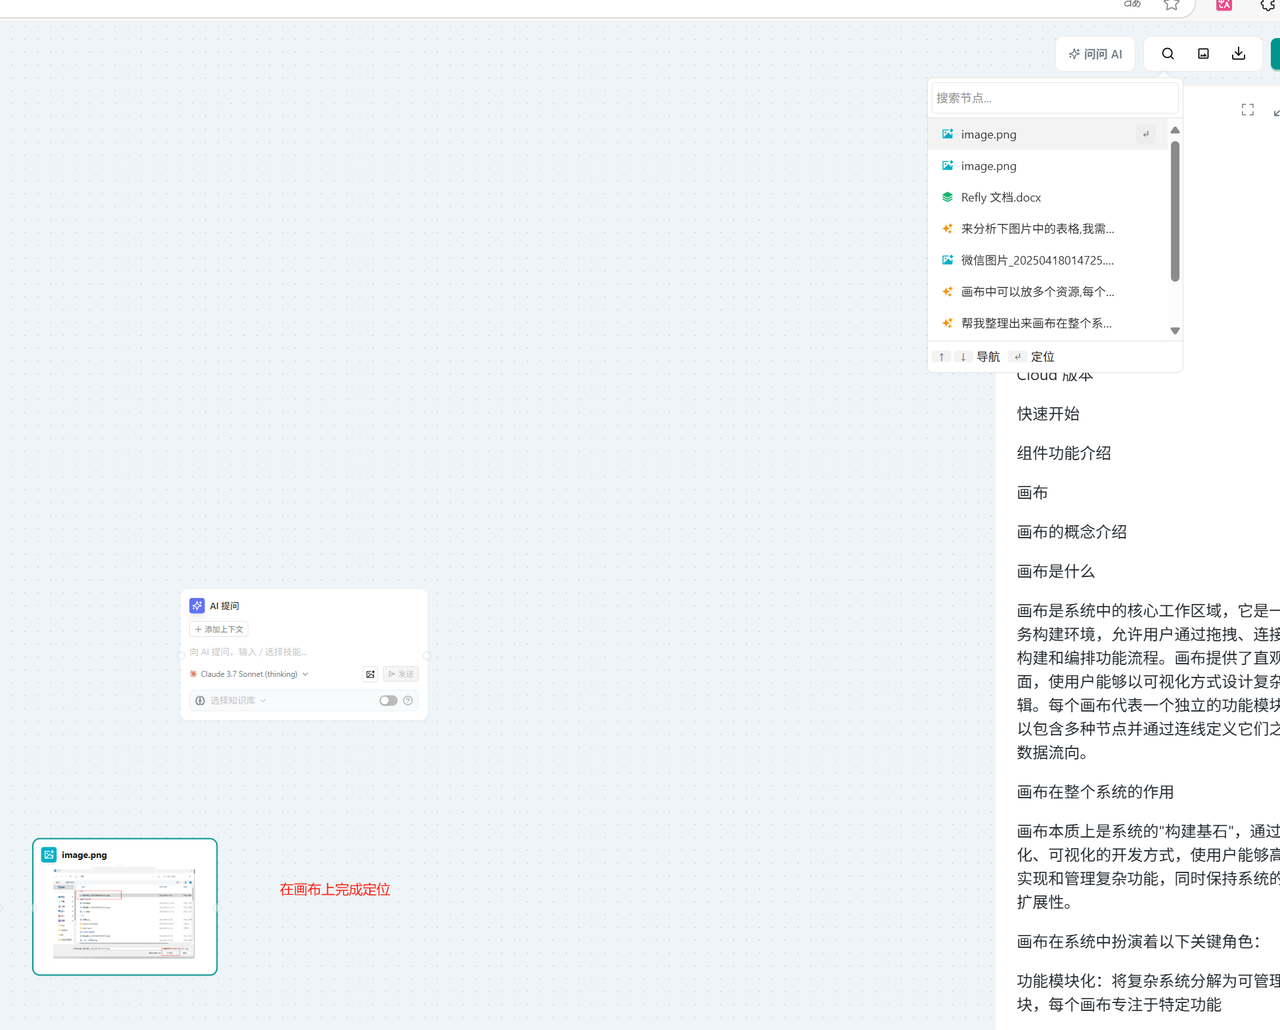 问问 AI
搜索节点...
image.png
image.png
Refly 文档.docx
来分析下图片中的表格,我需...
微信图片_20250418014725....
画布中可以放多个资源,每个...
帮我整理出来画布在整个系...
↑ ↓ 导航 ↵ 定位
Cloud 版本
快速开始
组件功能介绍
画布
画布的概念介绍
画布是什么
画布是系统中的核心工作区域，它是一
务构建环境，允许用户通过拖拽、连接
构建和编排功能流程。画布提供了直观
面，使用户能够以可视化方式设计复杂
辑。每个画布代表一个独立的功能模块
以包含多种节点并通过连线定义它们之
数据流向。
画布在整个系统的作用
画布本质上是系统的"构建基石"，通过
化、可视化的开发方式，使用户能够高
实现和管理复杂功能，同时保持系统的
扩展性。
画布在系统中扮演着以下关键角色：
功能模块化：将复杂系统分解为可管理
块，每个画布专注于特定功能
AI 提问
添加上下文
向 AI 提问，输入 / 选择技能...
Claude 3.7 Sonnet (thinking)
发送
选择知识库
image.png
在画布上完成定位